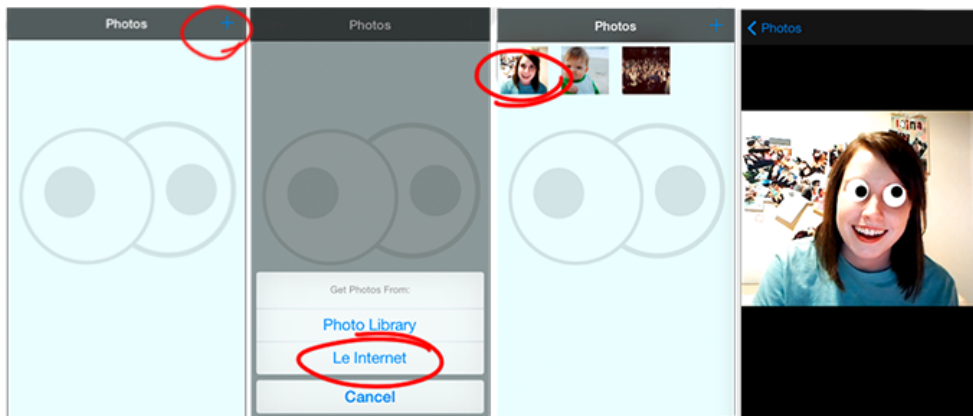 Photos
+
Photos
Get Photos From:
Photo Library
Le Internet
Cancel
Photos
+
Photos